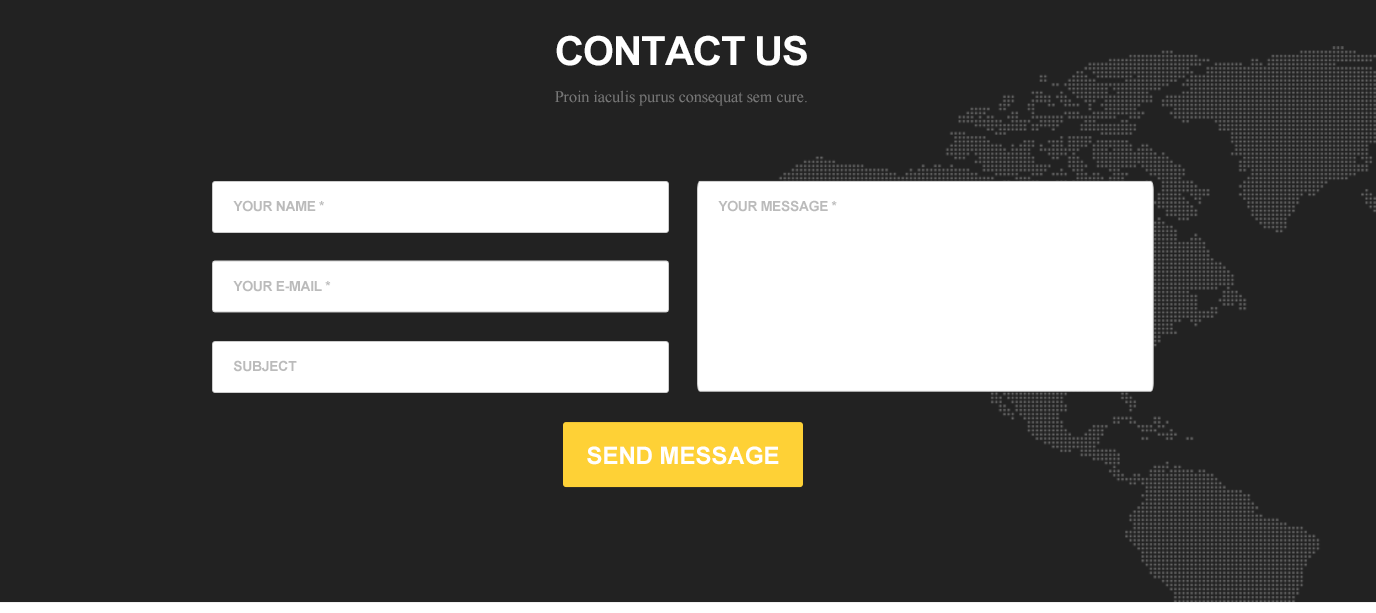 CONTACT US
Proin iaculis purus consequat sem cure.
YOUR NAME *
YOUR E-MAIL *
SUBJECT
YOUR MESSAGE *
SEND MESSAGE